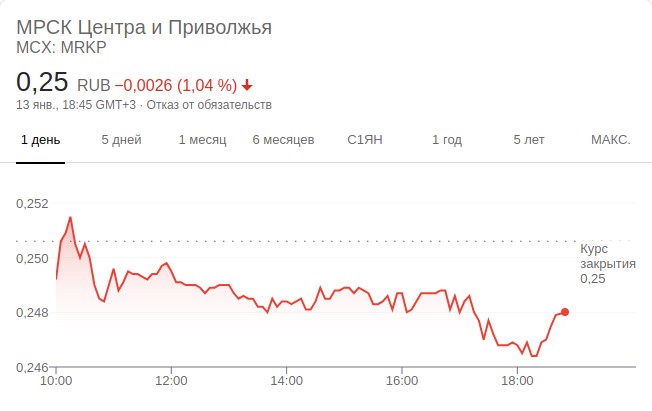 МРСК Центра и Приволжья
MCX: MRKP
0,25 RUB −0,0026 (1,04 %)
13 янв., 18:45 GMT+3 · Отказ от обязательств
1 день 5 дней 1 месяц 6 месяцев С1ЯН 1 год 5 лет МАКС.
0,252
Курс
0,250
закрытия
0,25
0,248
0,246
10:00 12:00 14:00 16:00 18:00